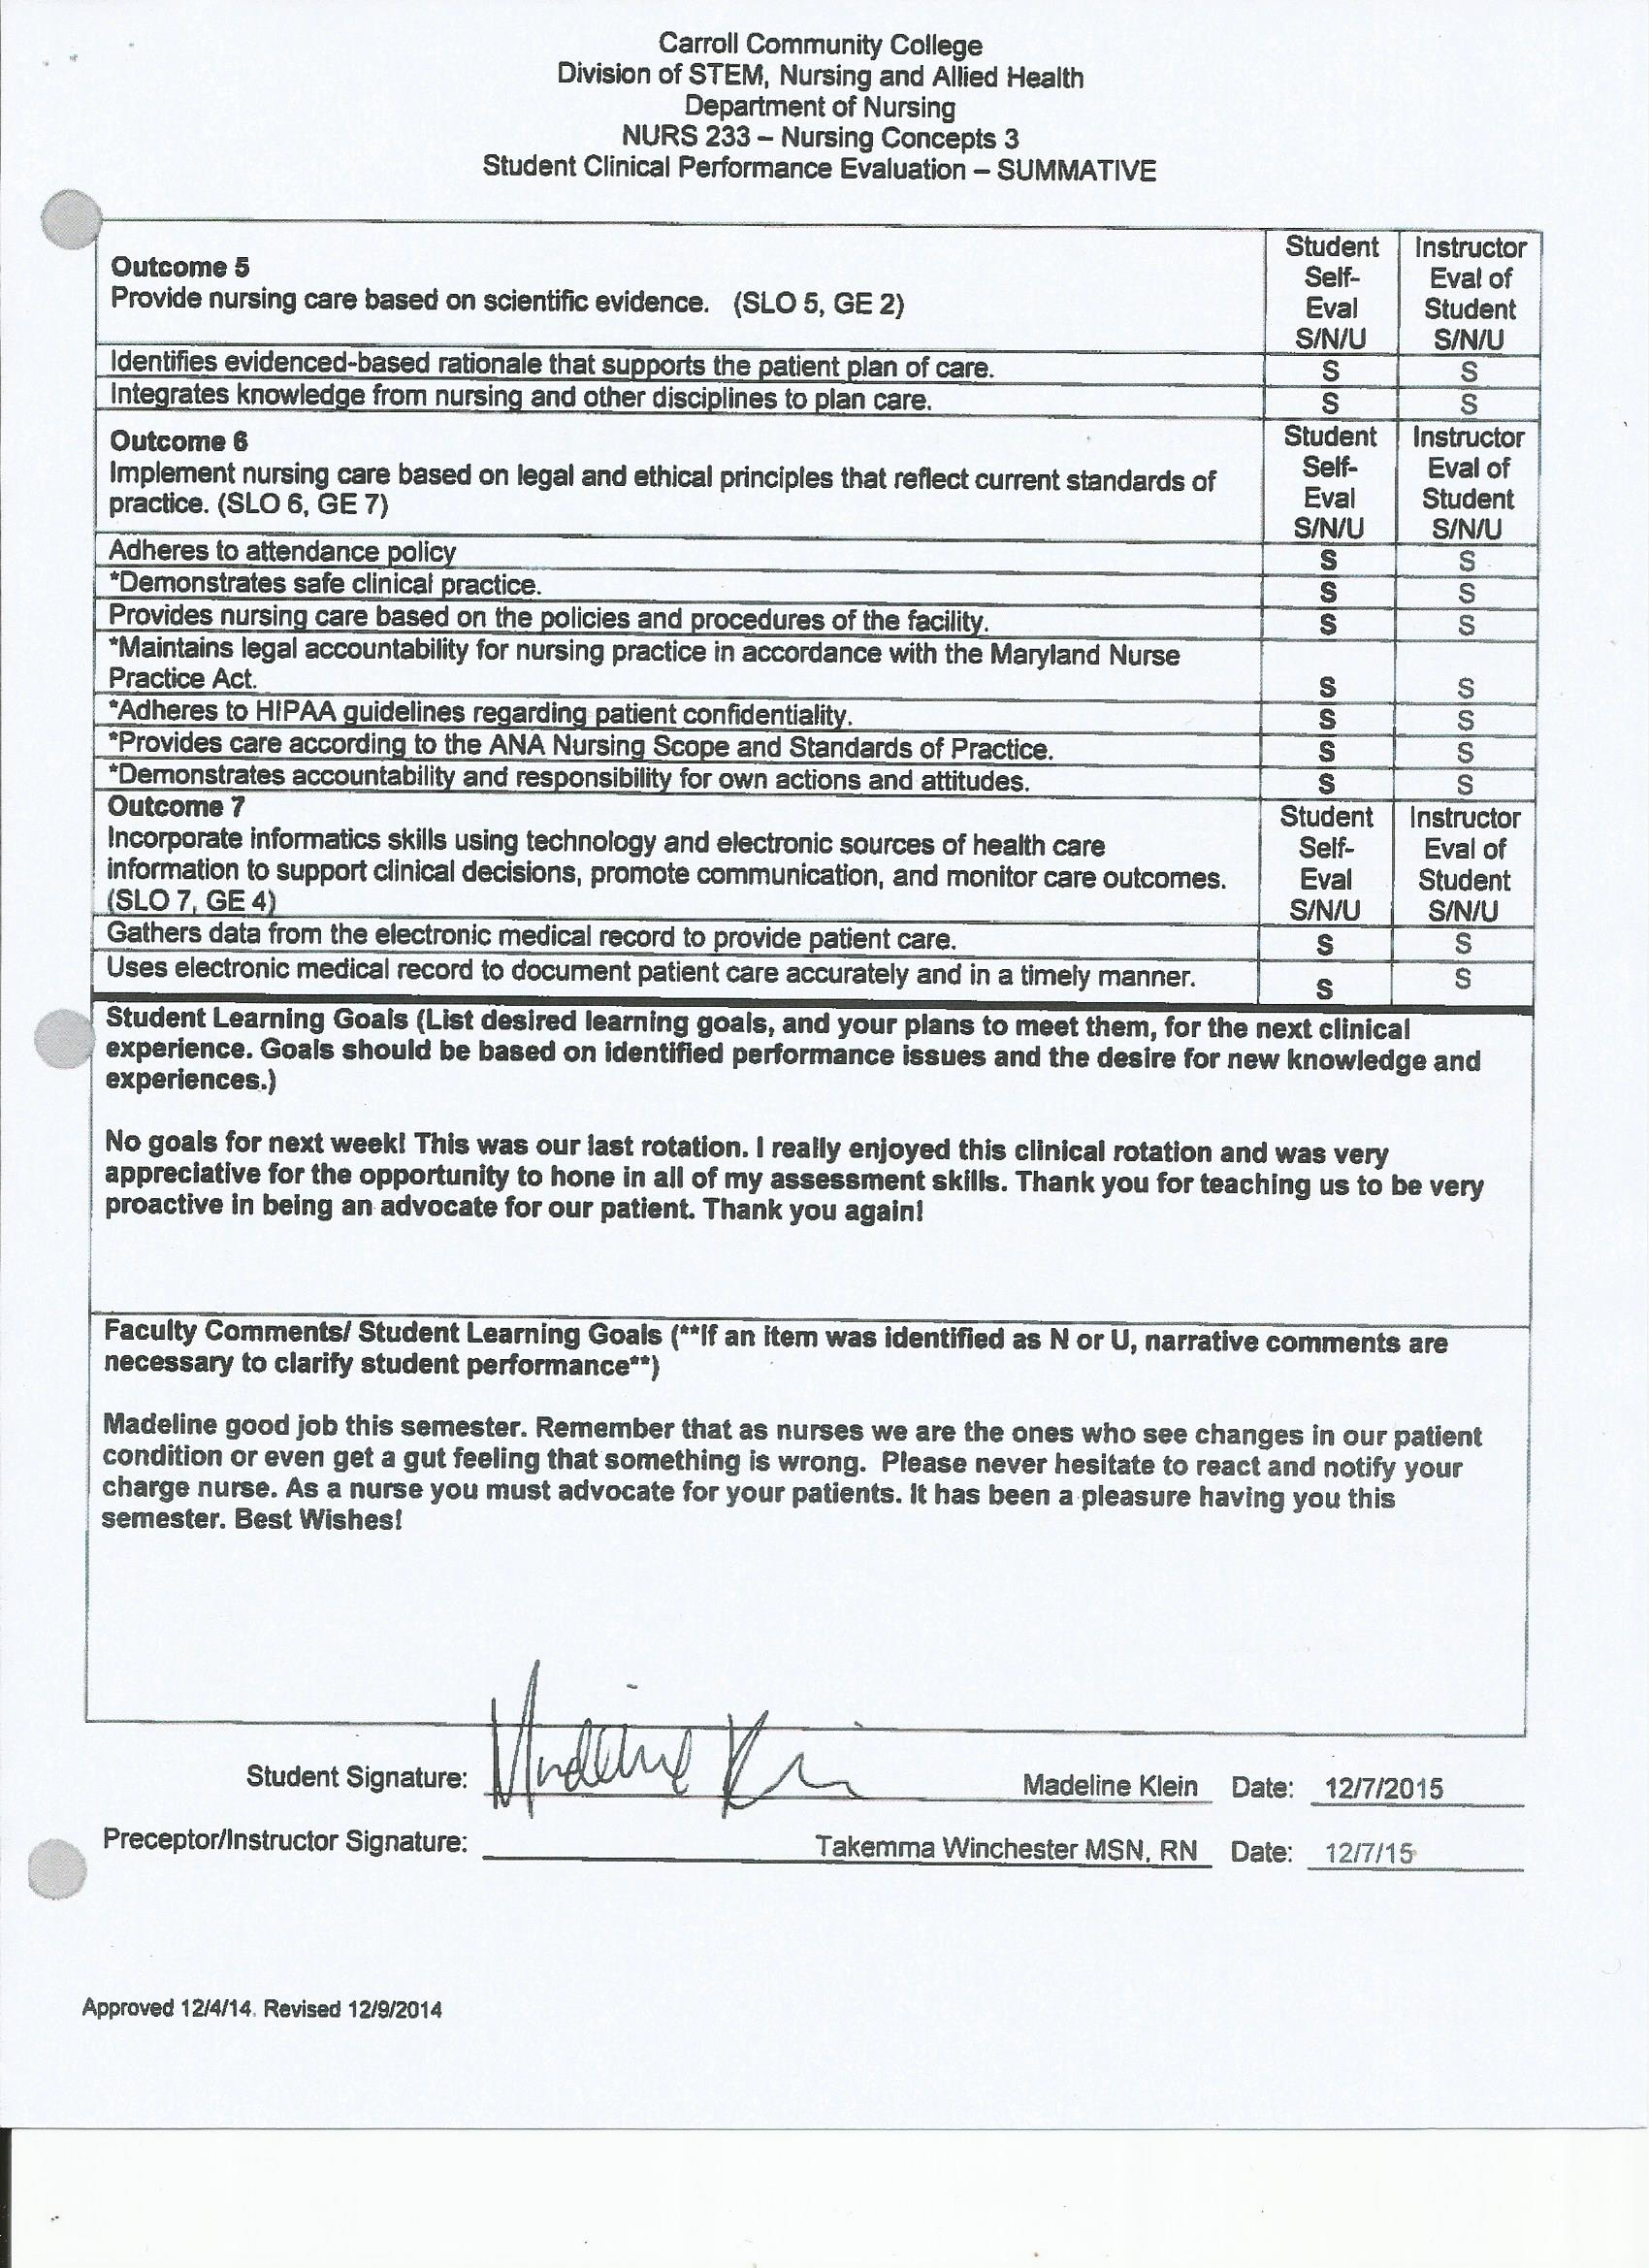 Carroll Community College
Division of STEM, Nursing and Allied Health
Department of Nursing
NURS 233 – Nursing Concepts 3
Student Clinical Performance Evaluation – SUMMATIVE
Outcome 5
Provide nursing care based on scientific evidence. (SLO 5, GE 2)
Student
Self-
Eval
S/N/U
Instructor
Eval of
Student
S/N/U
Identifies evidenced-based rationale that supports the patient plan of care. S S
Integrates knowledge from nursing and other disciplines to plan care. S S
Outcome 6
Implement nursing care based on legal and ethical principles that reflect current standards of
practice. (SLO 6, GE 7)
Student
Self-
Eval
S/N/U
Instructor
Eval of
Student
S/N/U
Adheres to attendance policy S S
*Demonstrates safe clinical practice. S S
Provides nursing care based on the policies and procedures of the facility. S S
*Maintains legal accountability for nursing practice in accordance with the Maryland Nurse
Practice Act. S S
*Adheres to HIPAA guidelines regarding patient confidentiality. S S
*Provides care according to the ANA Nursing Scope and Standards of Practice. S S
*Demonstrates accountability and responsibility for own actions and attitudes. S S
Outcome 7
Incorporate informatics skills using technology and electronic sources of health care
information to support clinical decisions, promote communication, and monitor care outcomes.
(SLO 7, GE 4)
Student
Self-
Eval
S/N/U
Instructor
Eval of
Student
S/N/U
Gathers data from the electronic medical record to provide patient care. S S
Uses electronic medical record to document patient care accurately and in a timely manner. S S
Student Learning Goals (List desired learning goals, and your plans to meet them, for the next clinical
experience. Goals should be based on identified performance issues and the desire for new knowledge and
experiences.)
No goals for next week! This was our last rotation. I really enjoyed this clinical rotation and was very
appreciative for the opportunity to hone in all of my assessment skills. Thank you for teaching us to be very
proactive in being an advocate for our patient. Thank you again!
Faculty Comments/ Student Learning Goals (**If an item was identified as N or U, narrative comments are
necessary to clarify student performance**)
Madeline good job this semester. Remember that as nurses we are the ones who see changes in our patient
condition or even get a gut feeling that something is wrong. Please never hesitate to react and notify your
charge nurse. As a nurse you must advocate for your patients. It has been a pleasure having you this
semester. Best Wishes!
Student Signature: Madeline Klein Madeline Klein Date: 12/7/2015
Preceptor/Instructor Signature: Takemma Winchester MSN, RN Date: 12/7/15
Approved 12/4/14. Revised 12/9/2014